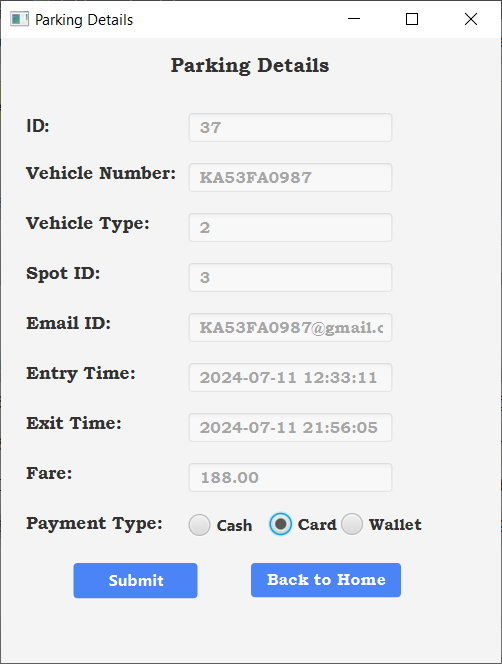 Parking Details
Parking Details
ID: 37
Vehicle Number: KA53FA0987
Vehicle Type: 2
Spot ID: 3
Email ID: KA53FA0987@gmail.c
Entry Time: 2024-07-11 12:33:11
Exit Time: 2024-07-11 21:56:05
Fare: 188.00
Payment Type: Cash Card Wallet
Submit Back to Home